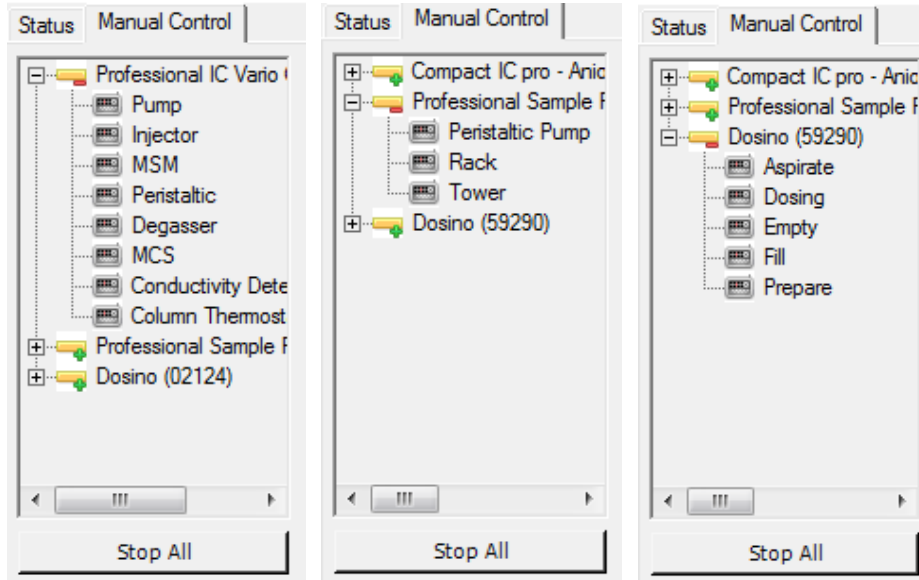 Status Manual Control
Professional IC Vario
Pump
Injector
MSM
Peristaltic
Degasser
MCS
Conductivity Dete
Column Thermost
Professional Sample
Dosino (02124)
Stop All
Status Manual Control
Compact IC pro - Anic
Professional Sample
Peristaltic Pump
Rack
Tower
Dosino (59290)
Stop All
Status Manual Control
Compact IC pro - Anic
Professional Sample
Dosino (59290)
Aspirate
Dosing
Empty
Fill
Prepare
Stop All